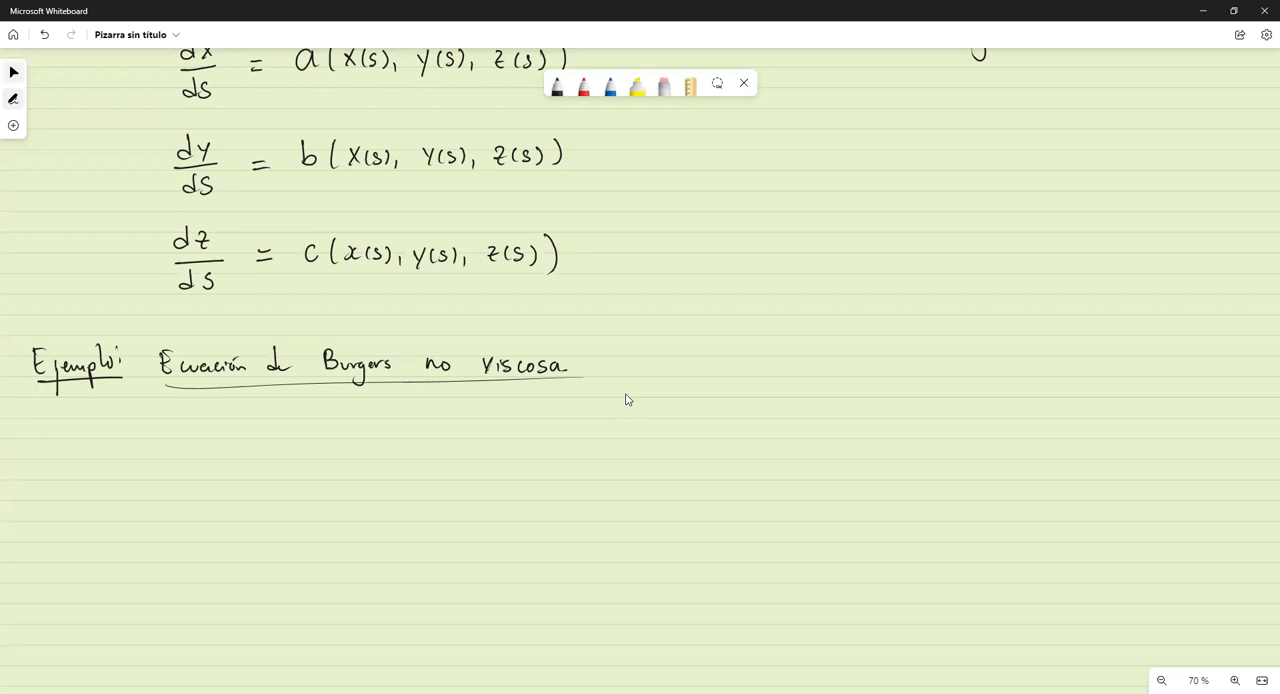 Microsoft Whiteboard
Pizarra sin título
dx/ds = a(x(s), y(s), z(s))
dy/ds = b(x(s), y(s), z(s))
dz/ds = c(x(s), y(s), z(s))
Ejemplo: Ecuación de Burgers no viscosa
70 %